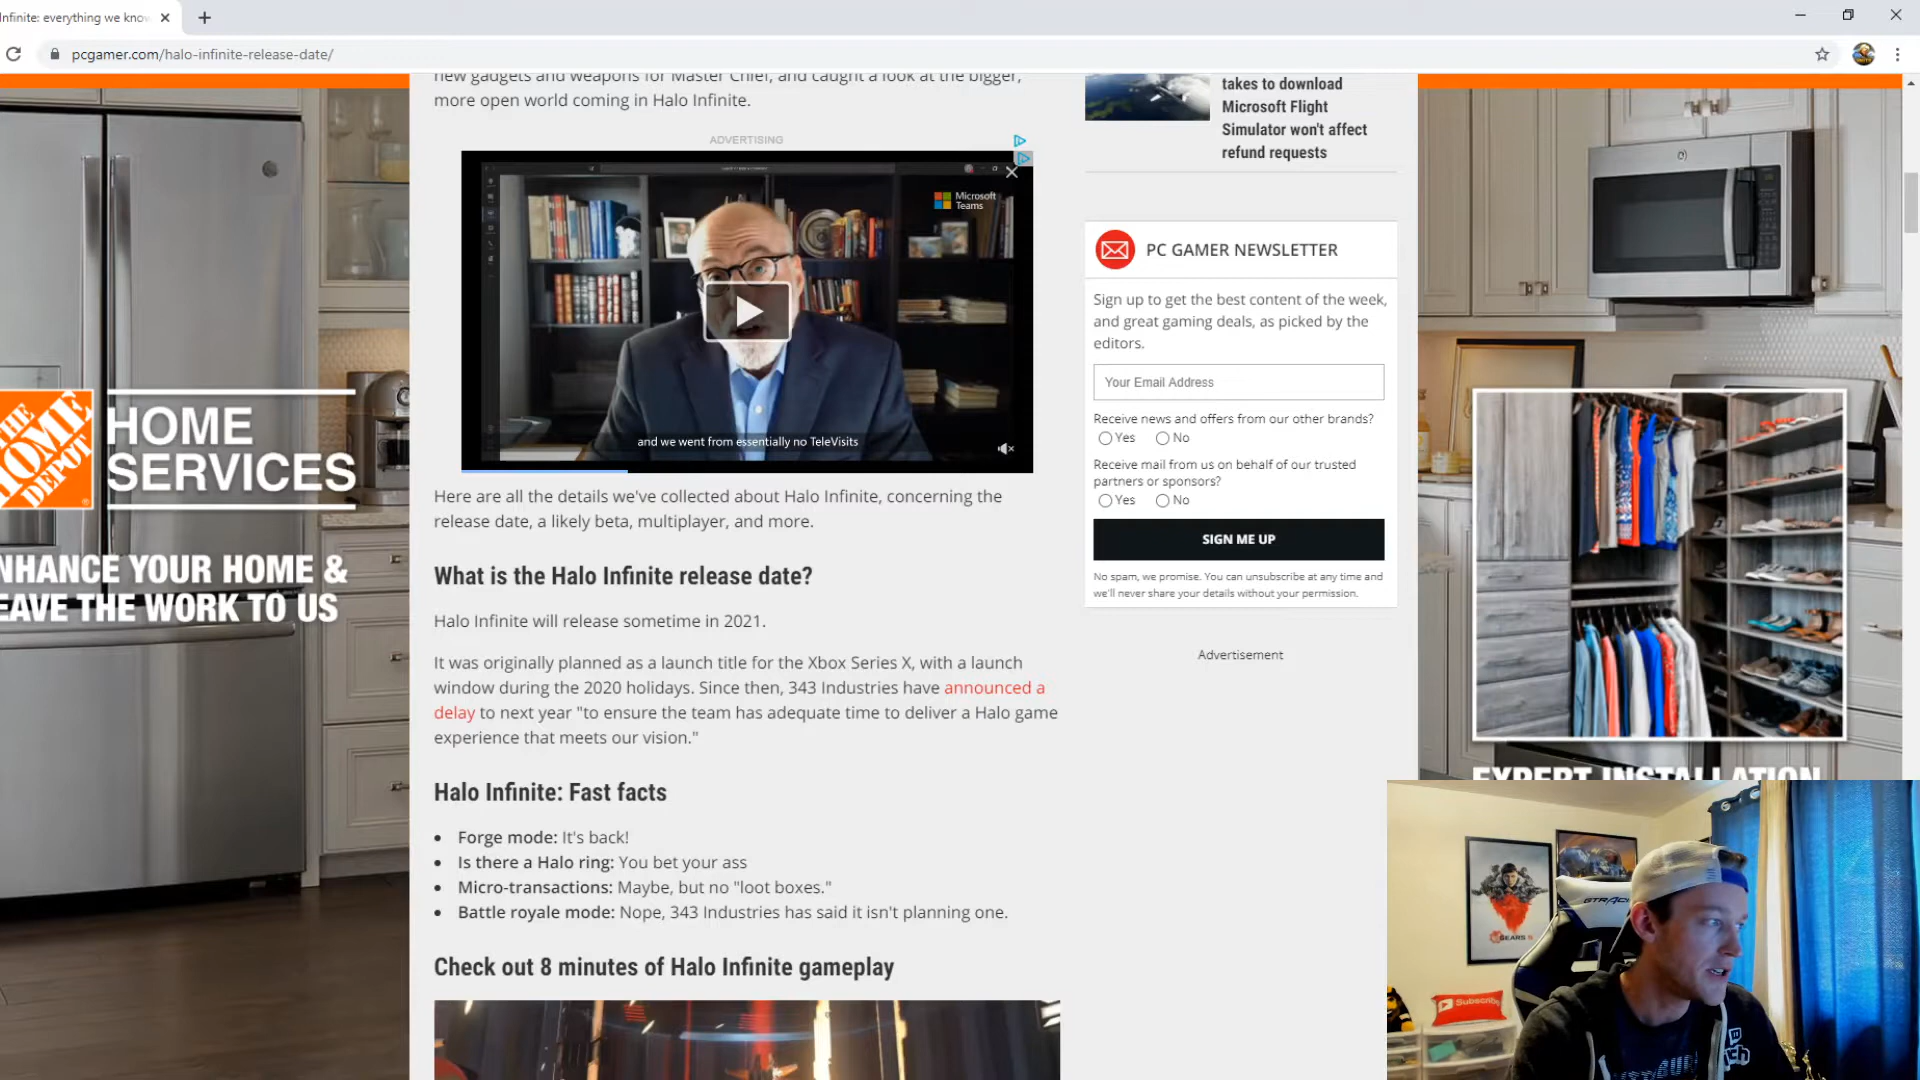 Infinite: everything we know
pcgamer.com/halo-infinite-release-date/
new gadgets and weapons for Master Chief, and caught a look at the bigger,
more open world coming in Halo Infinite.
ADVERTISING
Microsoft
Teams
and we went from essentially no TeleVisits
Here are all the details we've collected about Halo Infinite, concerning the
release date, a likely beta, multiplayer, and more.
What is the Halo Infinite release date?
Halo Infinite will release sometime in 2021.
It was originally planned as a launch title for the Xbox Series X, with a launch
window during the 2020 holidays. Since then, 343 Industries have announced a
delay to next year "to ensure the team has adequate time to deliver a Halo game
experience that meets our vision."
Halo Infinite: Fast facts
Forge mode: It's back!
Is there a Halo ring: You bet your ass
Micro-transactions: Maybe, but no "loot boxes."
Battle royale mode: Nope, 343 Industries has said it isn't planning one.
Check out 8 minutes of Halo Infinite gameplay
takes to download
Microsoft Flight
Simulator won't affect
refund requests
PC GAMER NEWSLETTER
Sign up to get the best content of the week,
and great gaming deals, as picked by the
editors.
Your Email Address
Receive news and offers from our other brands?
Yes No
Receive mail from us on behalf of our trusted
partners or sponsors?
Yes No
SIGN ME UP
No spam, we promise. You can unsubscribe at any time and
we'll never share your details without your permission.
Advertisement
THE
HOME
DEPOT
HOME
SERVICES
NHANCE YOUR HOME &
EAVE THE WORK TO US
EXPERT INSTALLATION
GEARS 5
GTRAC
Subscribe